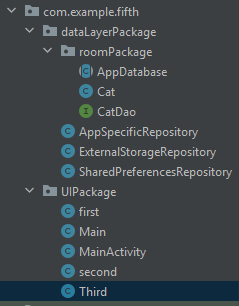 com.example.fifth
dataLayerPackage
roomPackage
AppDatabase
Cat
CatDao
AppSpecificRepository
ExternalStorageRepository
SharedPreferencesRepository
UIPackage
first
Main
MainActivity
second
Third